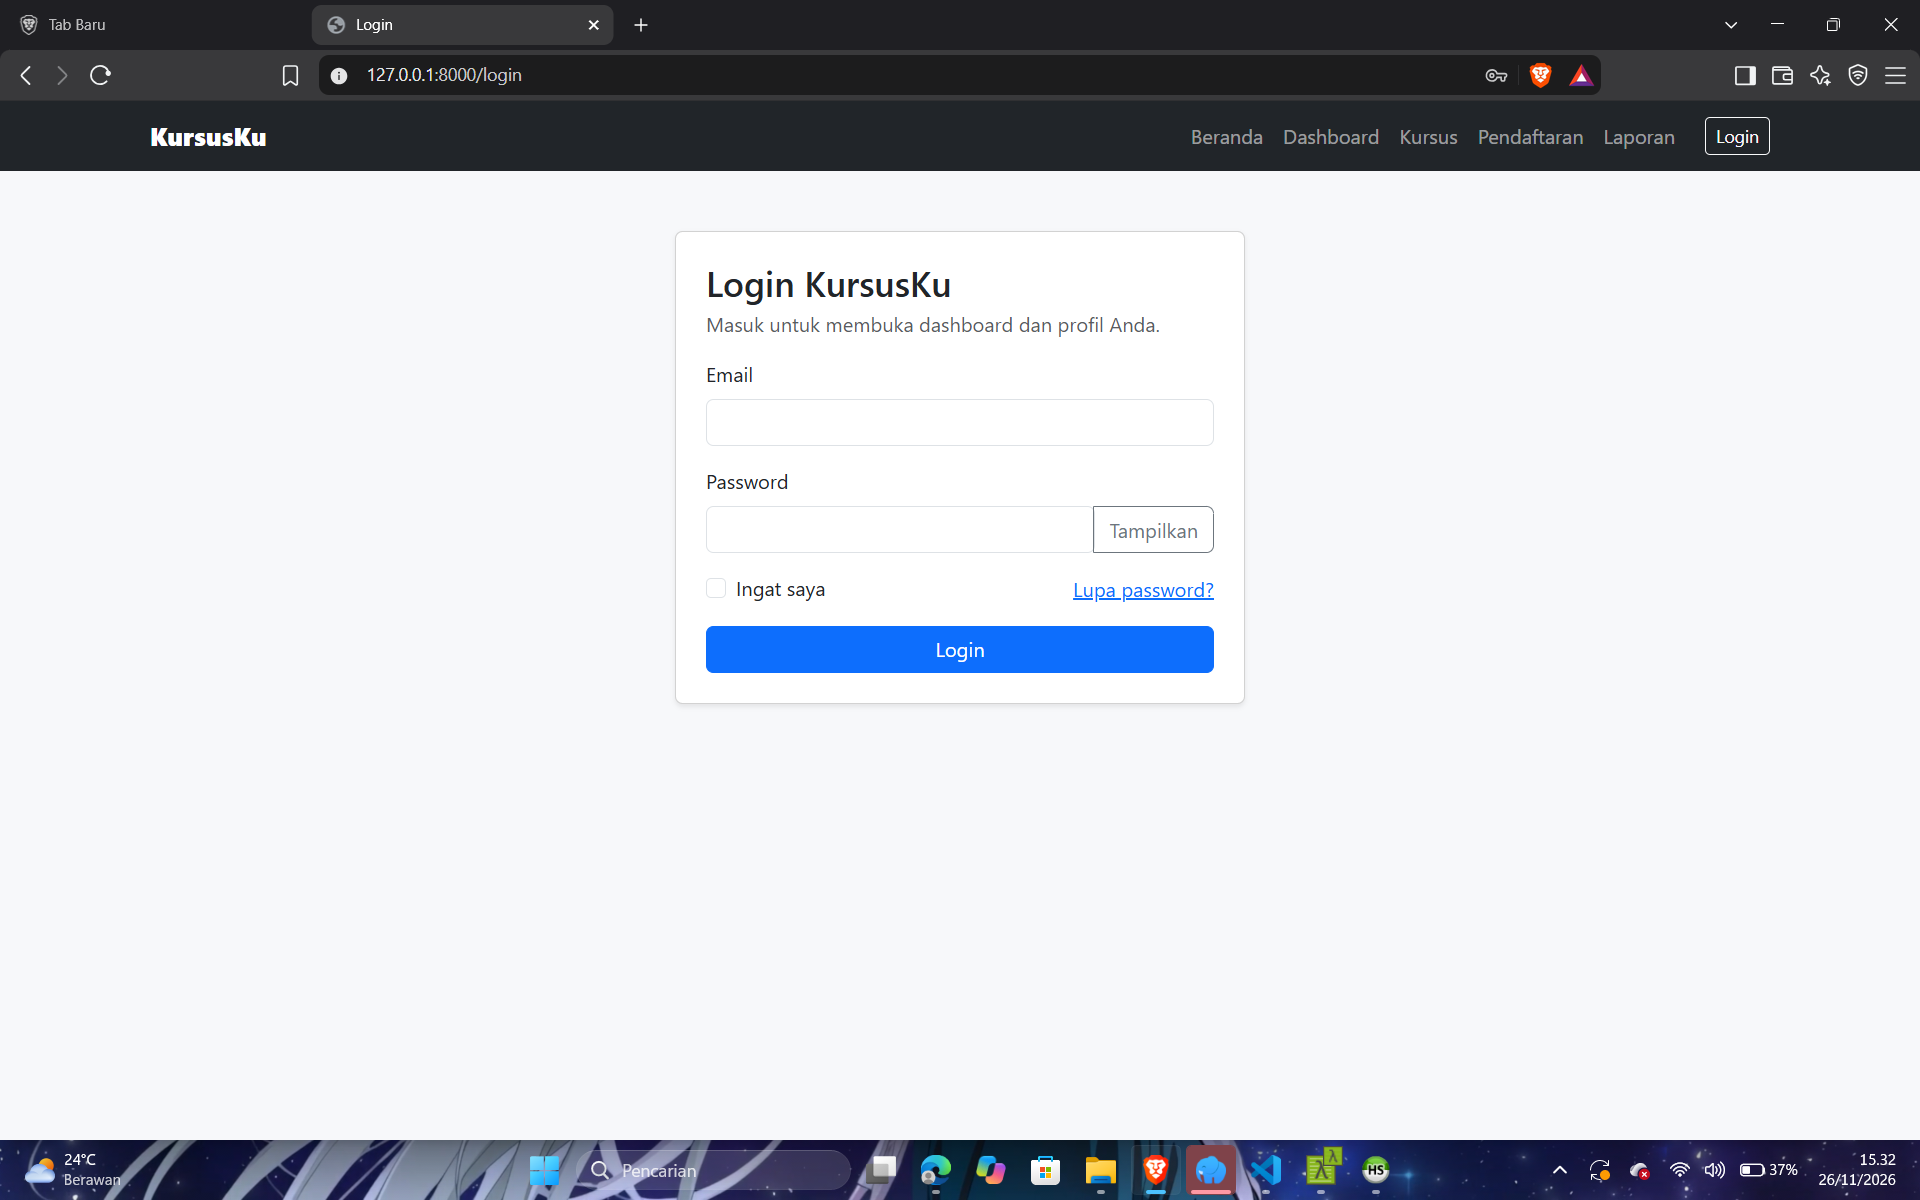 Tab Baru
Login
127.0.0.1:8000/login
KursusKu
Beranda Dashboard Kursus Pendaftaran Laporan Login
Login KursusKu
Masuk untuk membuka dashboard dan profil Anda.
Email
Password
Tampilkan
Ingat saya Lupa password?
Login
24°C
Berawan
Pencarian
λ
λ
HS
37%
15.32
26/11/2026